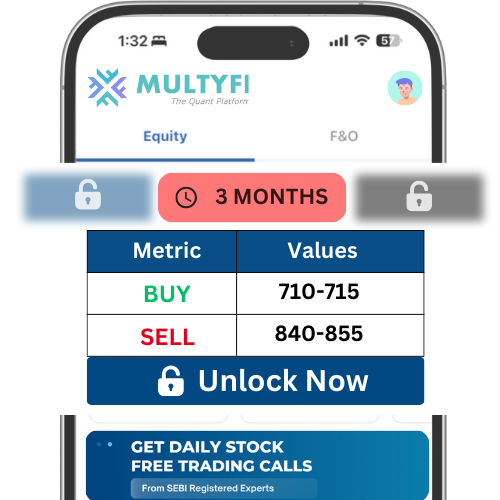 1:32 57
MULTYFI
The Quant Platform
Equity F&O
3 MONTHS
Metric Values
BUY 710-715
SELL 840-855
Unlock Now
GET DAILY STOCK
FREE TRADING CALLS
From SEBI Registered Experts